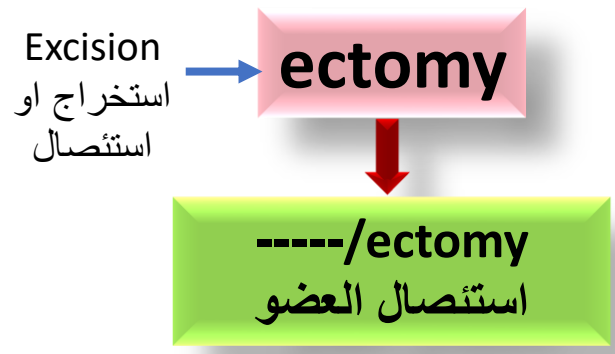 Excision
استخراج او
استئصال
ectomy
-----/ectomy
استئصال العضو